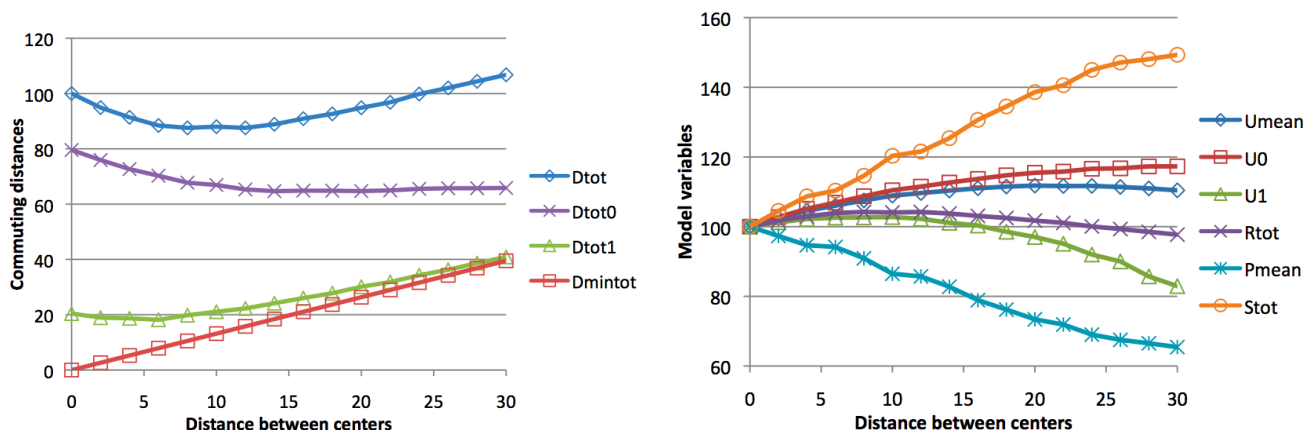 120
100
80
60
40
20
0
Commuting distances
0 5 10 15 20 25 30
Distance between centers
Dtot
Dtot0
Dtot1
Dmintot
160
140
120
100
80
60
Model variables
0 5 10 15 20 25 30
Distance between centers
Umean
U0
U1
Rtot
Pmean
Stot